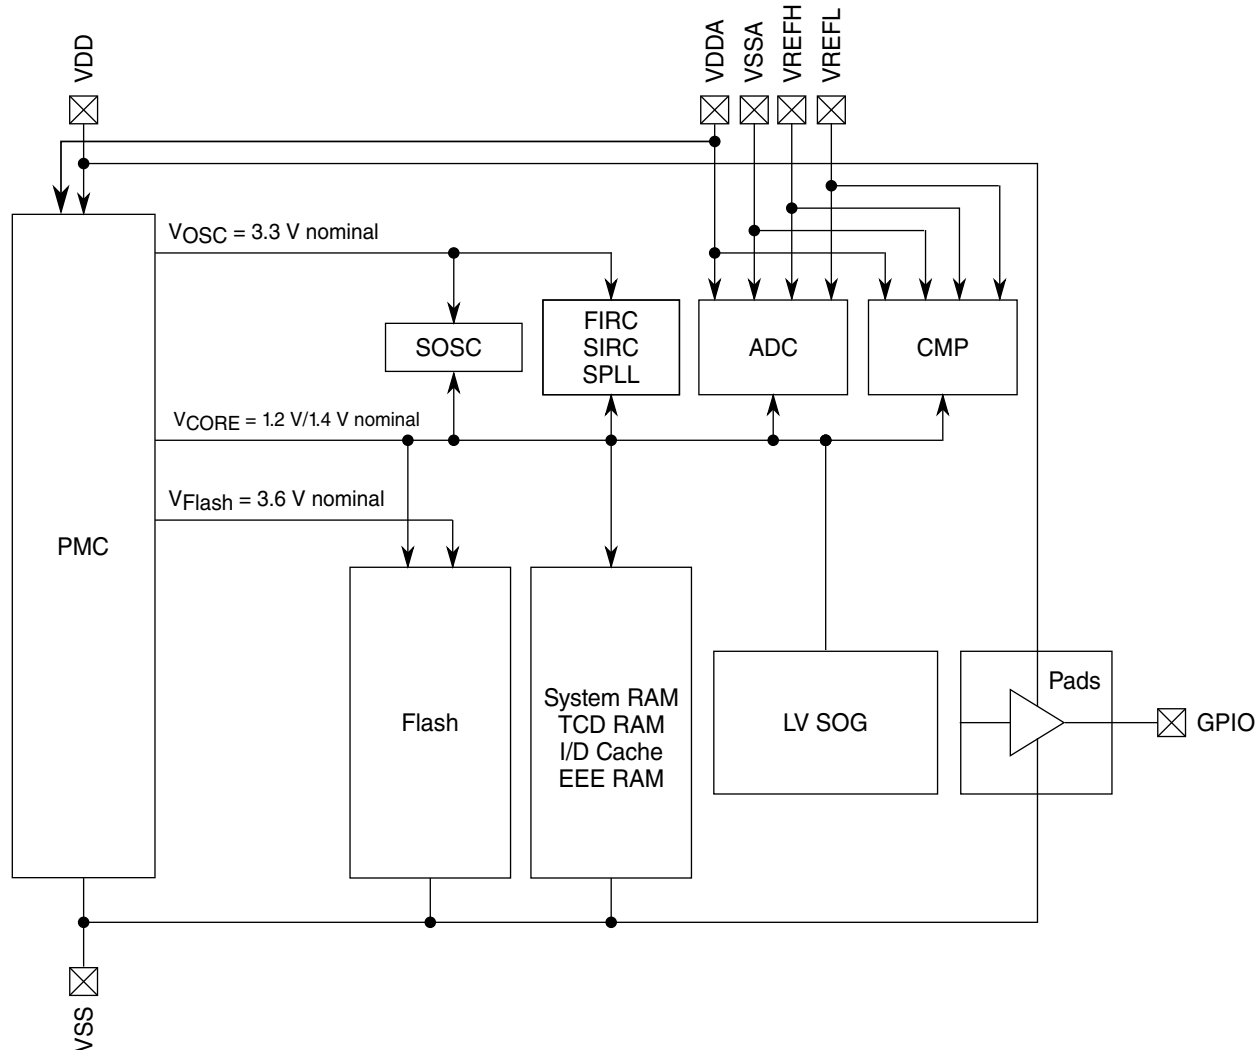 VDD
VDDA
VSSA
VREFH
VREFL
VOSC = 3.3 V nominal
FIRC
SIRC
SPLL
SOSC
ADC
CMP
VCORE = 1.2 V/1.4 V nominal
VFlash = 3.6 V nominal
PMC
Pads
System RAM
TCD RAM
I/D Cache
EEE RAM
Flash
LV SOG
GPIO
VSS